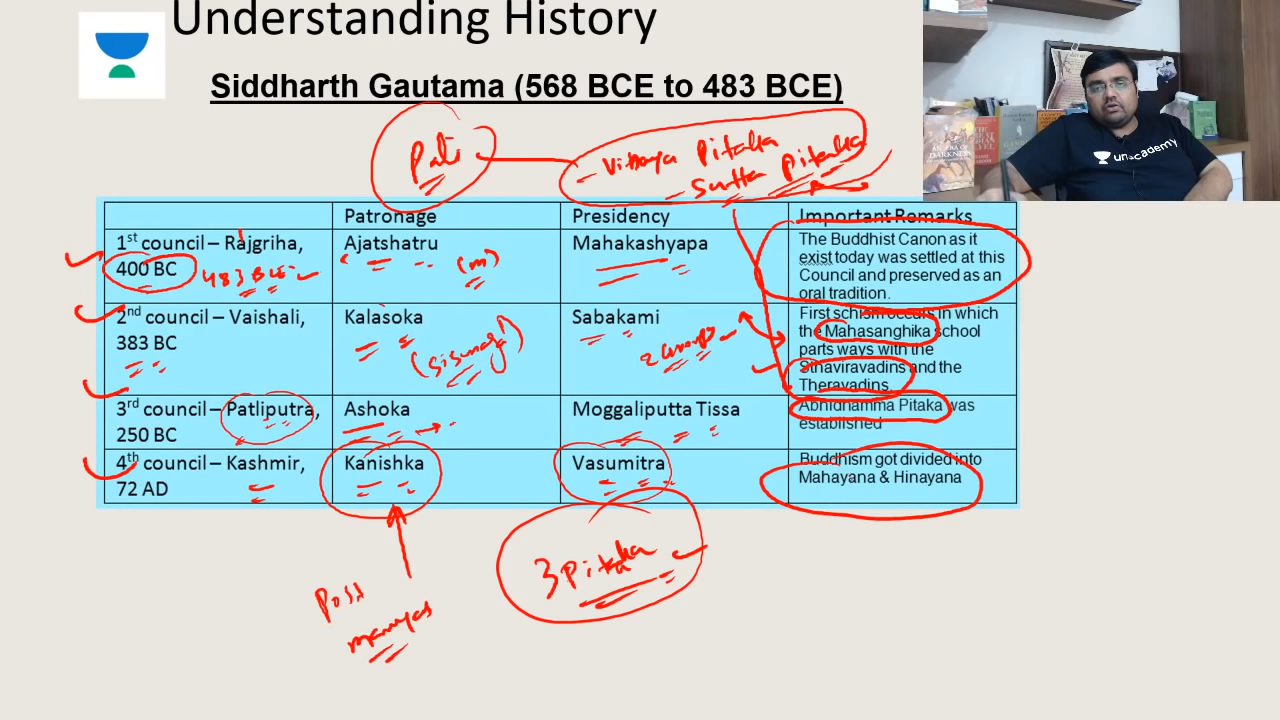 Understanding History
Siddharth Gautama (568 BCE to 483 BCE)
Pali
Pitaka
Sutta Pitaka
unacademy
Patronage Presidency Important Remarks
1st council – Rajgriha, 400 BC
483 BCE
Ajatshatru
(m)
Mahakashyapa
The Buddhist Canon as it
exist today was settled at this
Council and preserved as an
oral tradition.
2nd council – Vaishali,
383 BC
Kalasoka
Sabakami
2 Groups
First schism occurs in which
the Mahasanghika school
parts ways with the
Sthaviravadins and the
Theravadins.
3rd council – Patliputra,
250 BC
Ashoka
Moggaliputta Tissa
Abhidhamma Pitaka was
established
4th council – Kashmir,
72 AD
Kanishka
Vasumitra
Buddhism got divided into
Mahayana & Hinayana
3 Pitaka
Post